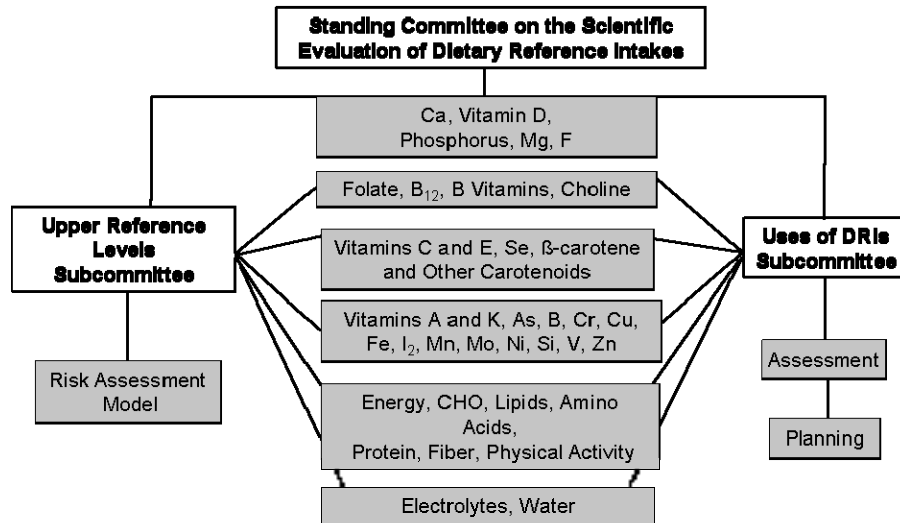 Standing Committee on the Scientific
Evaluation of Dietary Reference Intakes
Ca, Vitamin D,
Phosphorus, Mg, F
Folate, B₁₂, B Vitamins, Choline
Upper Reference
Levels
Subcommittee
Vitamins C and E, Se, ß-carotene
and Other Carotenoids
Uses of DRIs
Subcommittee
Vitamins A and K, As, B, Cr, Cu,
Fe, I₂, Mn, Mo, Ni, Si, V, Zn
Risk Assessment
Model
Assessment
Energy, CHO, Lipids, Amino
Acids,
Protein, Fiber, Physical Activity
Planning
Electrolytes, Water